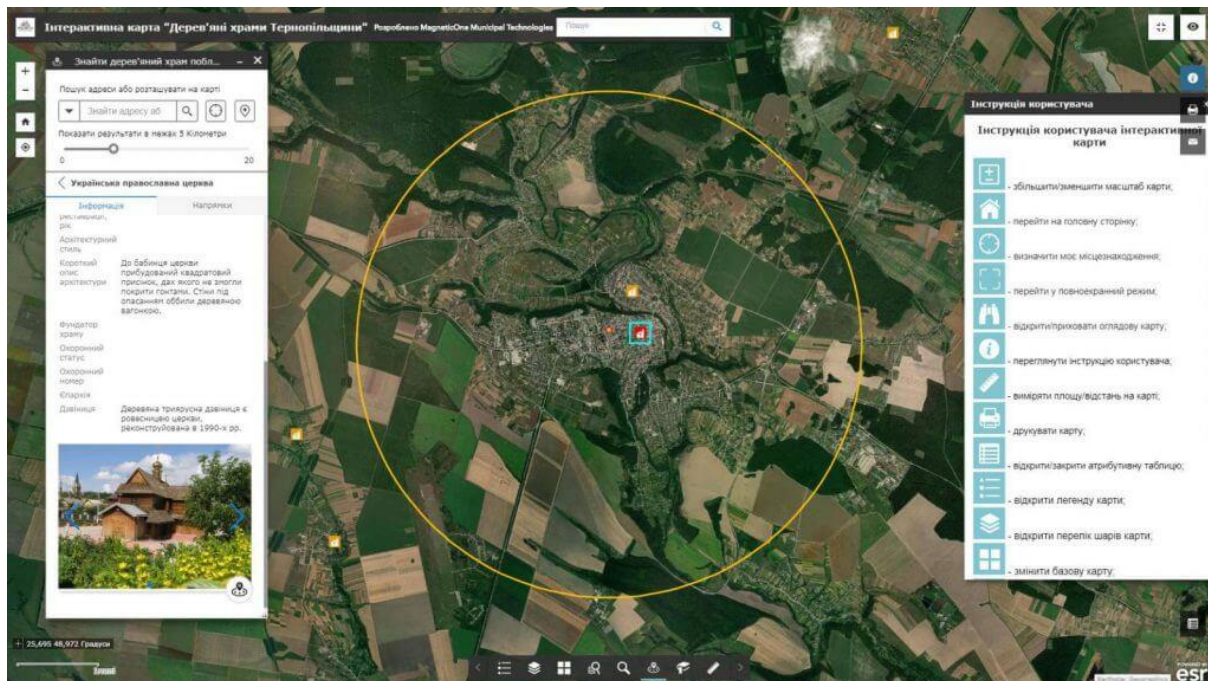 Інтерактивна карта "Дерев'яні храми Тернопільщини" Розроблено MagneticOne Municipal Technologies
Пошук
Знайти дерев'яний храм побл...
Пошук адреси або розташувати на карті
Знайти адресу аб
Показати результати в межах 5 Кілометри
0 20
Українська православна церква
Інформація Напрямки
реставрації,
рік
Архітектурний
стиль
Короткий
опис
архітектури
До бабинця церкви
прибудований квадратовий
присінок, дах якого не змогли
покрити гонтами. Стіни під
опасанням оббили деревяною
вагонкою.
Фундатор
храму
Охоронний
статус
Охоронний
номер
Єпархія
Дзвіниця
Деревяна триярусна дзвіниця є
ровесницею церкви,
реконструйована в 1990-х рр.
25,695 48,972 Градуси
Інструкція користувача
Інструкція користувача інтерактивної
карти
- збільшити/зменшити масштаб карти;
- перейти на головну сторінку;
- визначити моє місцезнаходження;
- перейти у повноекранний режим;
- відкрити/приховати оглядову карту;
- переглянути інструкцію користувача;
- виміряти площу/відстань на карті;
- друкувати карту;
- відкрити/закрити атрибутивну таблицю;
- відкрити легенду карти;
- відкрити перелік шарів карти;
- змінити базову карту;
POWERED BY
esri